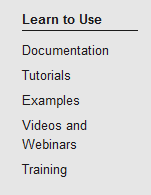 Learn to Use
Documentation
Tutorials
Examples
Videos and
Webinars
Training